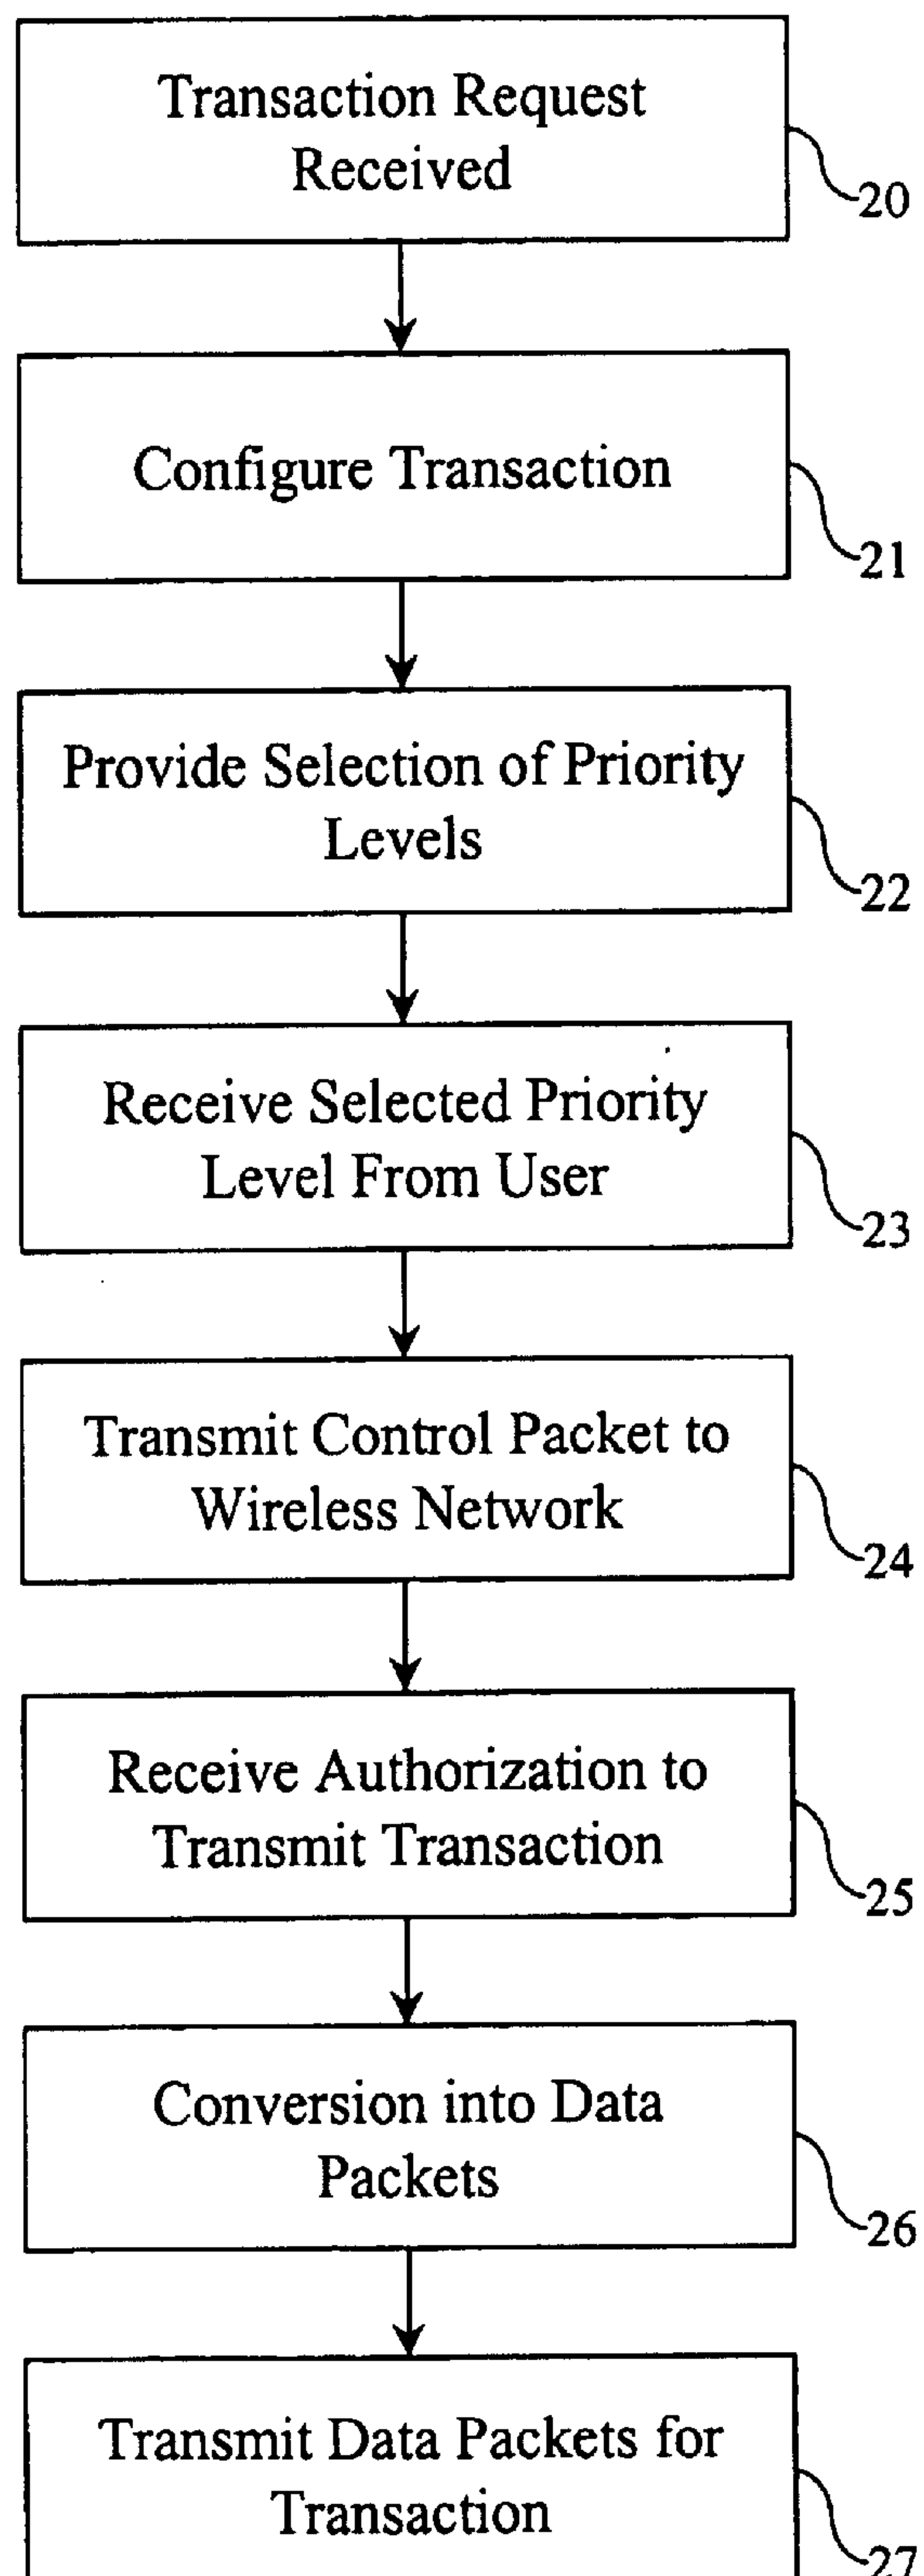 Transaction Request
Received
20
Configure Transaction
21
Provide Selection of Priority
Levels
22
Receive Selected Priority
Level From User
23
Transmit Control Packet to
Wireless Network
24
Receive Authorization to
Transmit Transaction
25
Conversion into Data
Packets
26
Transmit Data Packets for
Transaction
27